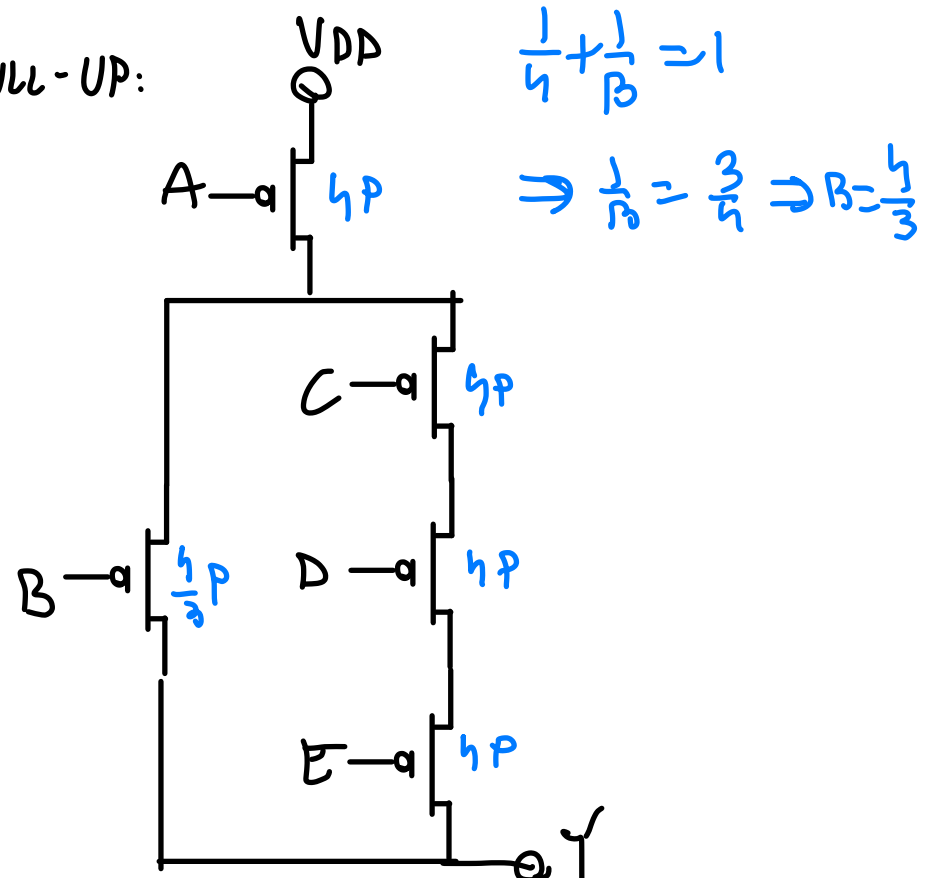 ULL-UP:
VDD
1/4 + 1/B = 1
⇒ 1/B = 3/4 ⇒ B = 4/3
A 4P
C 4P
B 4/3 P
D 4P
E 4P
Y